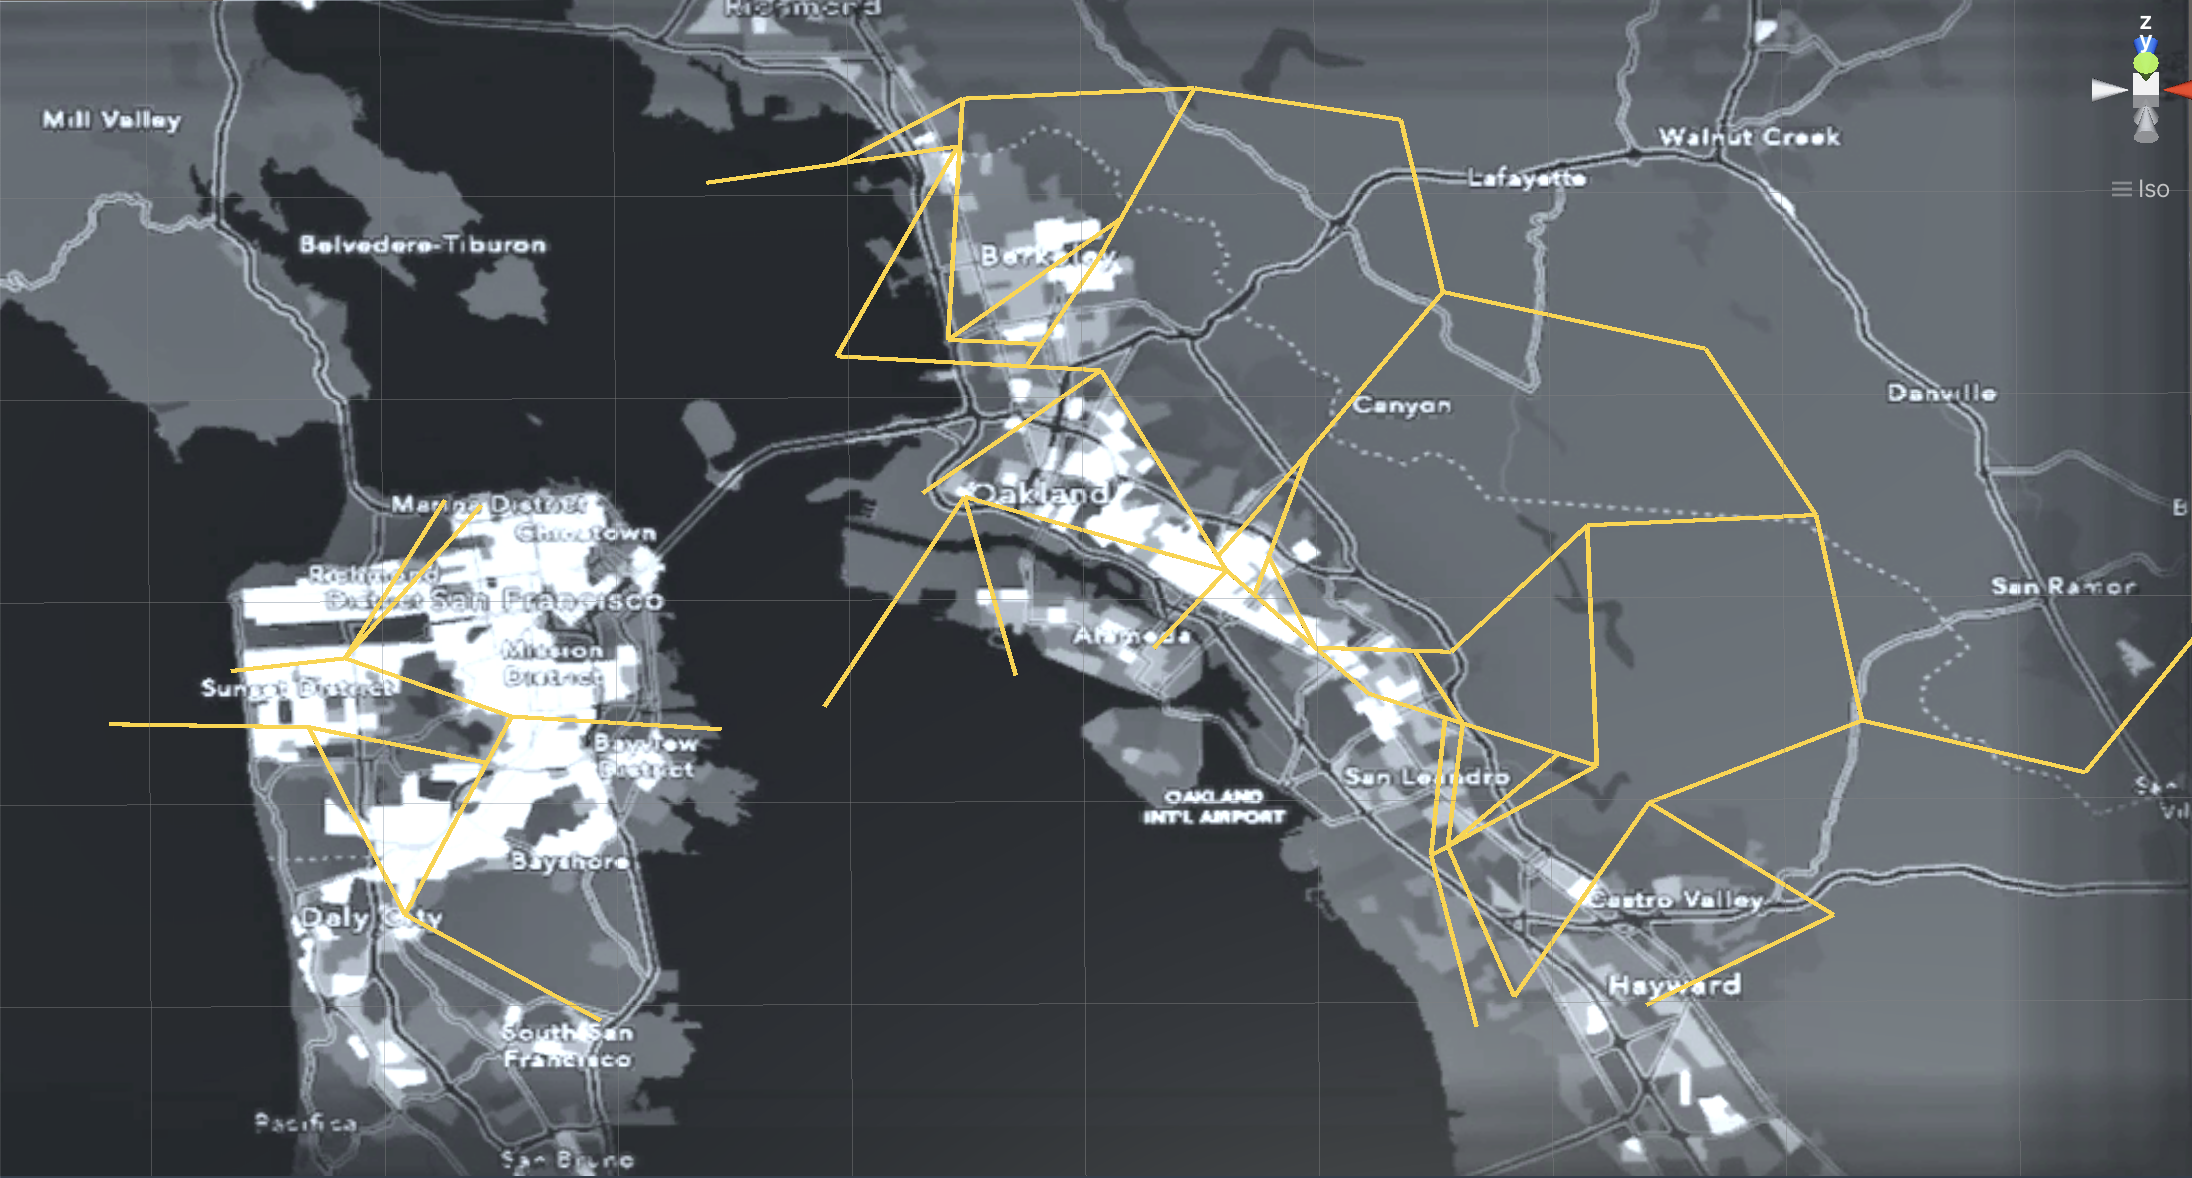 Richmond
z
y
Mill Valley
Walnut Creek
Lafayette
Iso
Belvedere-Tiburon
Berkeley
Danville
Canyon
Oakland
Marina District
Chinatown
Richmond
District
San Francisco
San Ramon
Alameda
Mission
District
Sunset District
Bayview
District
San Leandro
OAKLAND
INT'L AIRPORT
Bayshore
Castro Valley
Daly City
Hayward
South San
Francisco
Pacifica
San Bruno